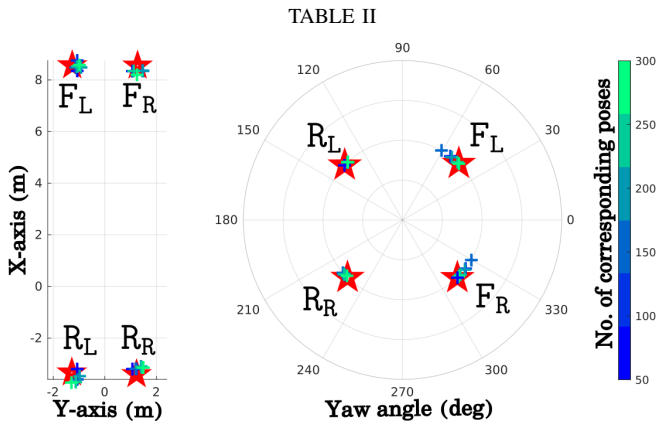 TABLE II
8
6
4
2
0
-2
-2 0 2
X-axis (m)
Y-axis (m)
F_L
F_R
R_L
R_R
90
60
30
0
330
300
270
240
210
180
150
120
R_L
F_L
R_R
F_R
Yaw angle (deg)
No. of corresponding poses
300
250
200
150
100
50